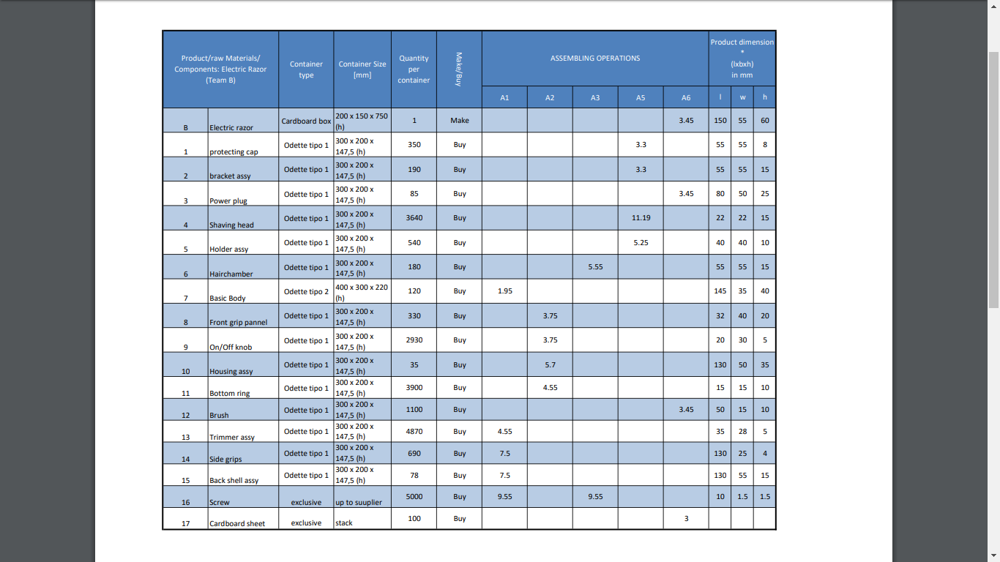 Product/raw Materials/
Components: Electric Razor
(Team B)
Container
type
Container Size
[mm]
Quantity
per
container
Make/Buy
ASSEMBLING OPERATIONS
Product dimension
*
(lxbxh)
in mm
A1 A2 A3 A5 A6 l w h
B Electric razor Cardboard box 200 x 150 x 750
(h) 1 Make 3.45 150 55 60
1 protecting cap Odette tipo 1 300 x 200 x
147,5 (h) 350 Buy 3.3 55 55 8
2 bracket assy Odette tipo 1 300 x 200 x
147,5 (h) 190 Buy 3.3 55 55 15
3 Power plug Odette tipo 1 300 x 200 x
147,5 (h) 85 Buy 3.45 80 50 25
4 Shaving head Odette tipo 1 300 x 200 x
147,5 (h) 3640 Buy 11.19 22 22 15
5 Holder assy Odette tipo 1 300 x 200 x
147,5 (h) 540 Buy 5.25 40 40 10
6 Hairchamber Odette tipo 1 300 x 200 x
147,5 (h) 180 Buy 5.55 55 55 15
7 Basic Body Odette tipo 2 400 x 300 x 220
(h) 120 Buy 1.95 145 35 40
8 Front grip pannel Odette tipo 1 300 x 200 x
147,5 (h) 330 Buy 3.75 32 40 20
9 On/Off knob Odette tipo 1 300 x 200 x
147,5 (h) 2930 Buy 3.75 20 30 5
10 Housing assy Odette tipo 1 300 x 200 x
147,5 (h) 35 Buy 5.7 130 50 35
11 Bottom ring Odette tipo 1 300 x 200 x
147,5 (h) 3900 Buy 4.55 15 15 10
12 Brush Odette tipo 1 300 x 200 x
147,5 (h) 1100 Buy 3.45 50 15 10
13 Trimmer assy Odette tipo 1 300 x 200 x
147,5 (h) 4870 Buy 4.55 35 28 5
14 Side grips Odette tipo 1 300 x 200 x
147,5 (h) 690 Buy 7.5 130 25 4
15 Back shell assy Odette tipo 1 300 x 200 x
147,5 (h) 78 Buy 7.5 130 55 15
16 Screw exclusive up to suuplier 5000 Buy 9.55 9.55 10 1.5 1.5
17 Cardboard sheet exclusive stack 100 Buy 3